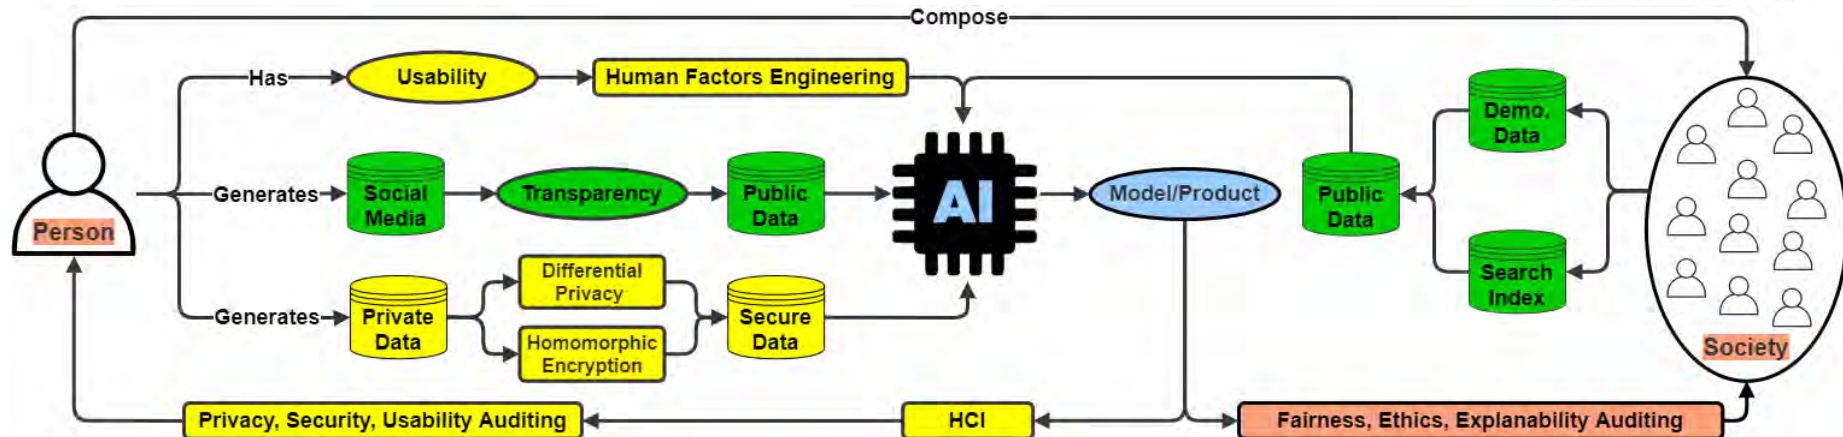 Compose
Has
Usability
Human Factors Engineering
Generates
Social
Media
Transparency
Public
Data
AI
Model/Product
Public
Data
Demo.
Data
Search
Index
Person
Generates
Private
Data
Differential
Privacy
Homomorphic
Encryption
Secure
Data
Society
Privacy, Security, Usability Auditing
HCI
Fairness, Ethics, Explanability Auditing